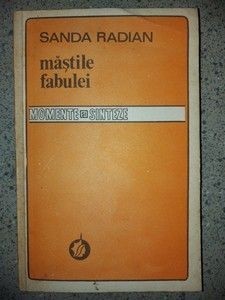 SANDA RADIAN
măștile
fabulei
MOMENTE ȘI SINTEZE